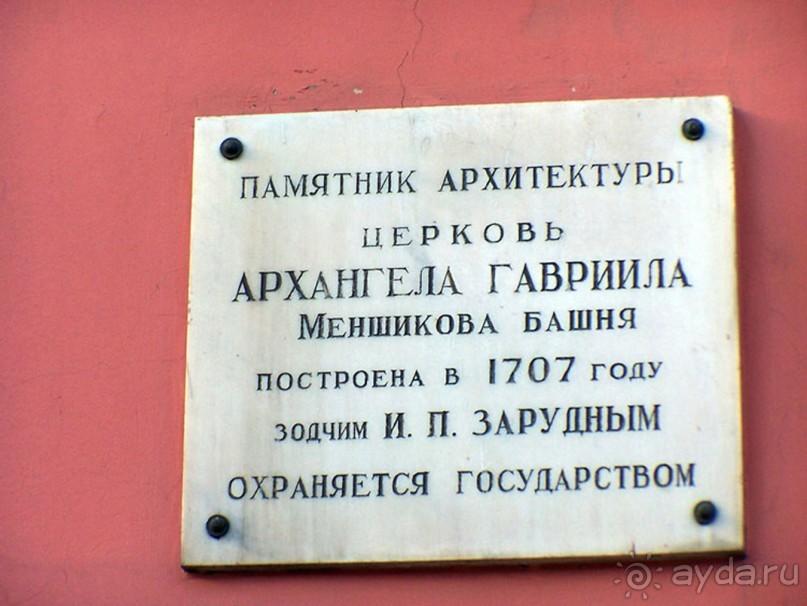 ПАМЯТНИК АРХИТЕКТУРЫ
ЦЕРКОВЬ
АРХАНГЕЛА ГАВРИИЛА
МЕНШИКОВА БАШНЯ
ПОСТРОЕНА В 1707 ГОДУ
ЗОДЧИМ И. П. ЗАРУДНЫМ
ОХРАНЯЕТСЯ ГОСУДАРСТВОМ
ayda.ru